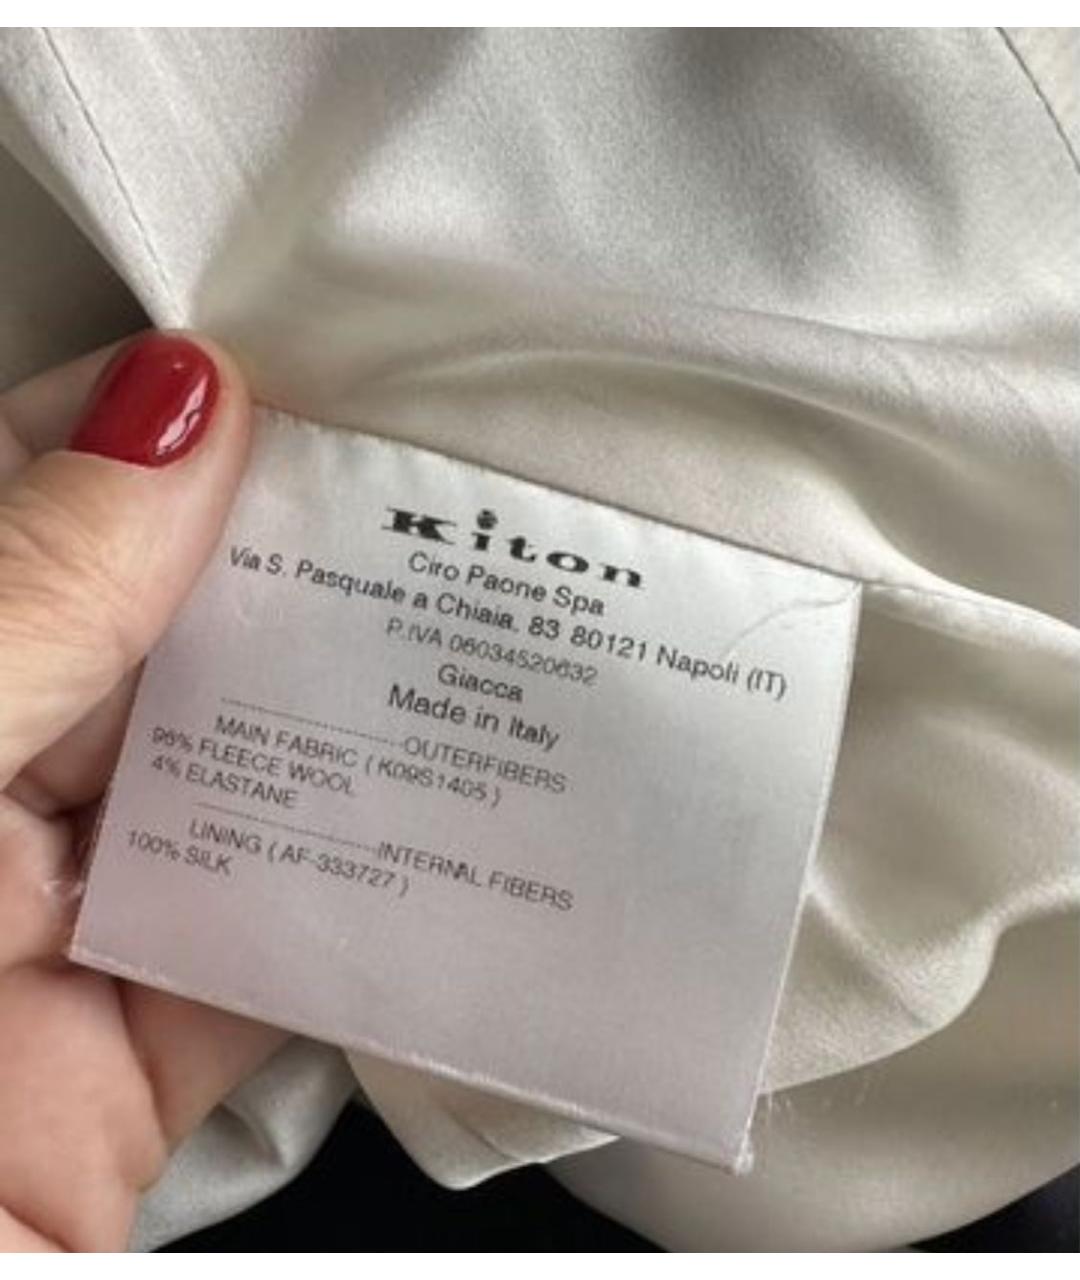 Kiton
Ciro Paone Spa
Via S. Pasquale a Chiaia, 83 80121 Napoli (IT)
P.IVA 06034520632
Giacca
Made in Italy
--------------------OUTERFIBERS
MAIN FABRIC ( K09S1405 )
96% FLEECE WOOL
4% ELASTANE
--------------------INTERNAL FIBERS
LINING ( AF-333727 )
100% SILK